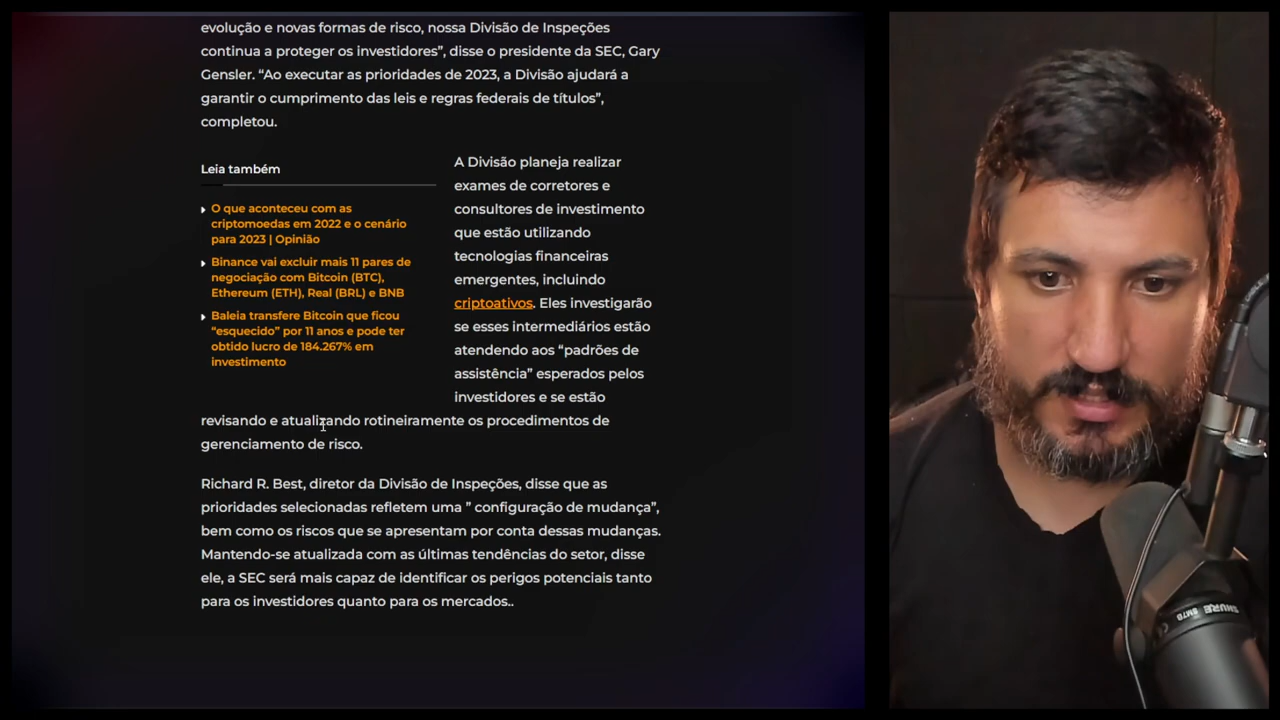 evolução e novas formas de risco, nossa Divisão de Inspeções
continua a proteger os investidores”, disse o presidente da SEC, Gary
Gensler. “Ao executar as prioridades de 2023, a Divisão ajudará a
garantir o cumprimento das leis e regras federais de títulos”,
completou.
Leia também
O que aconteceu com as
criptomoedas em 2022 e o cenário
para 2023 | Opinião
Binance vai excluir mais 11 pares de
negociação com Bitcoin (BTC),
Ethereum (ETH), Real (BRL) e BNB
Baleia transfere Bitcoin que ficou
“esquecido” por 11 anos e pode ter
obtido lucro de 184.267% em
investimento
A Divisão planeja realizar
exames de corretores e
consultores de investimento
que estão utilizando
tecnologias financeiras
emergentes, incluindo
criptoativos. Eles investigarão
se esses intermediários estão
atendendo aos “padrões de
assistência” esperados pelos
investidores e se estão
revisando e atualizando rotineiramente os procedimentos de
gerenciamento de risco.
Richard R. Best, diretor da Divisão de Inspeções, disse que as
prioridades selecionadas refletem uma ” configuração de mudança”,
bem como os riscos que se apresentam por conta dessas mudanças.
Mantendo-se atualizada com as últimas tendências do setor, disse
ele, a SEC será mais capaz de identificar os perigos potenciais tanto
para os investidores quanto para os mercados..
SHURE
SM7B